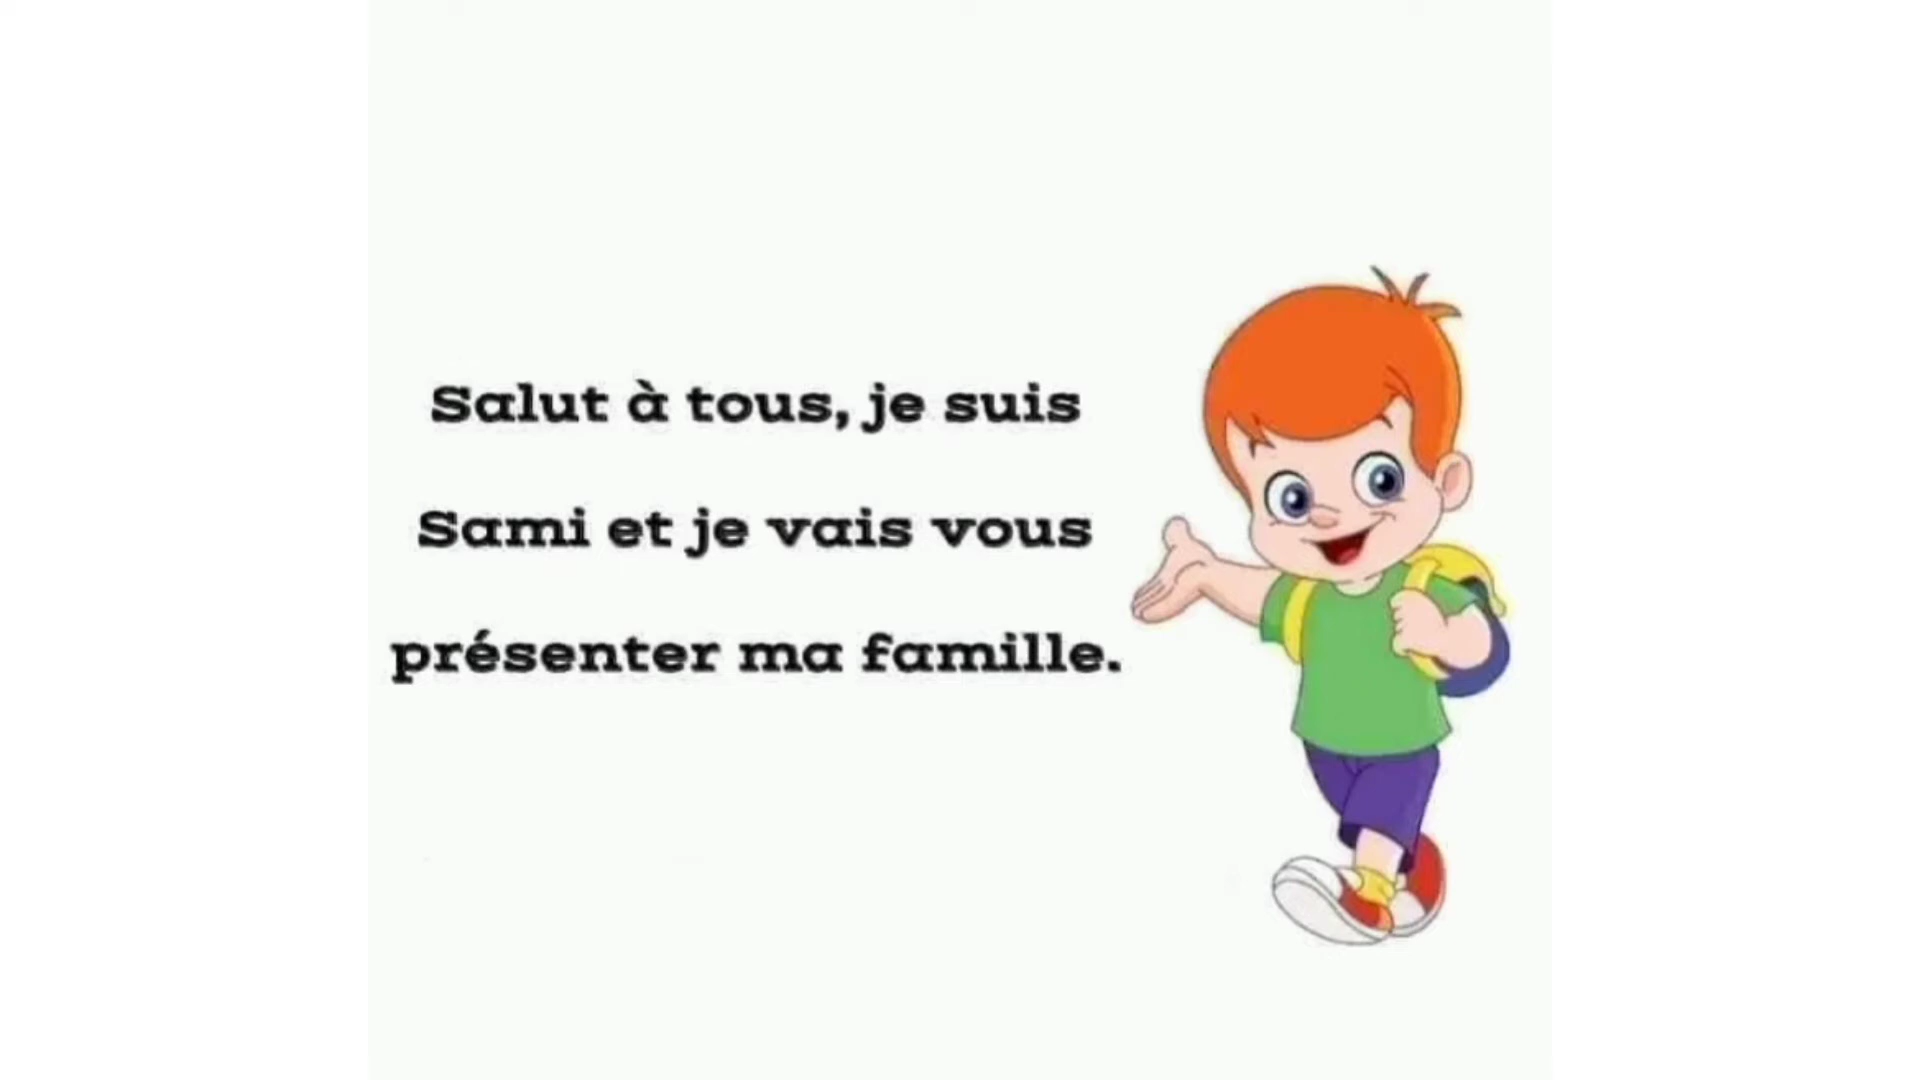 Salut à tous, je suis
Sami et je vais vous
présenter ma famille.